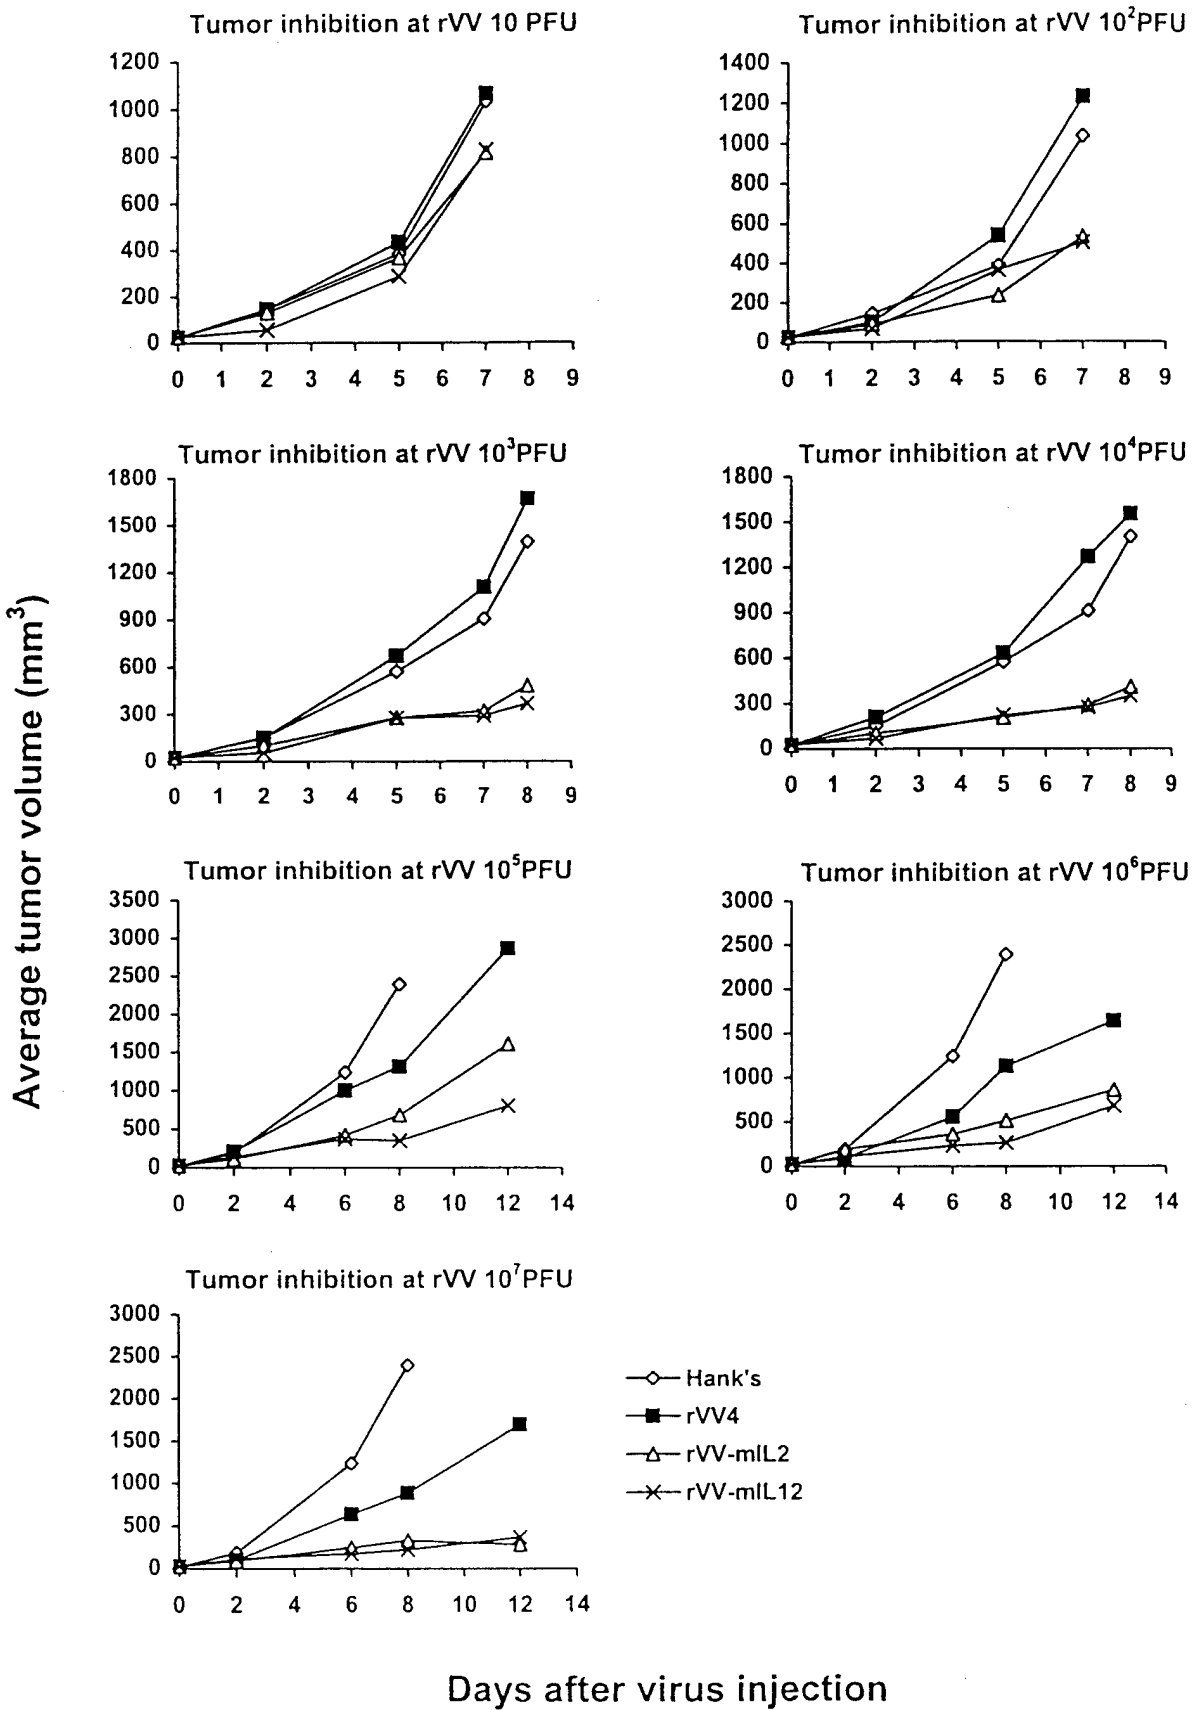 Tumor inhibition at rVV 10 PFU
1200
1000
800
600
400
200
0
0 1 2 3 4 5 6 7 8 9
Tumor inhibition at rVV 10²PFU
1400
1200
1000
800
600
400
200
0
0 1 2 3 4 5 6 7 8 9
Tumor inhibition at rVV 10³PFU
1800
1500
1200
900
600
300
0
0 1 2 3 4 5 6 7 8 9
Tumor inhibition at rVV 10⁴PFU
1800
1500
1200
900
600
300
0
0 1 2 3 4 5 6 7 8 9
Average tumor volume (mm³)
Tumor inhibition at rVV 10⁵PFU
3500
3000
2500
2000
1500
1000
500
0
0 2 4 6 8 10 12 14
Tumor inhibition at rVV 10⁶PFU
3000
2500
2000
1500
1000
500
0
0 2 4 6 8 10 12 14
Tumor inhibition at rVV 10⁷PFU
3000
2500
2000
1500
1000
500
0
0 2 4 6 8 10 12 14
Hank's
rVV4
rVV-mIL2
rVV-mIL12
Days after virus injection